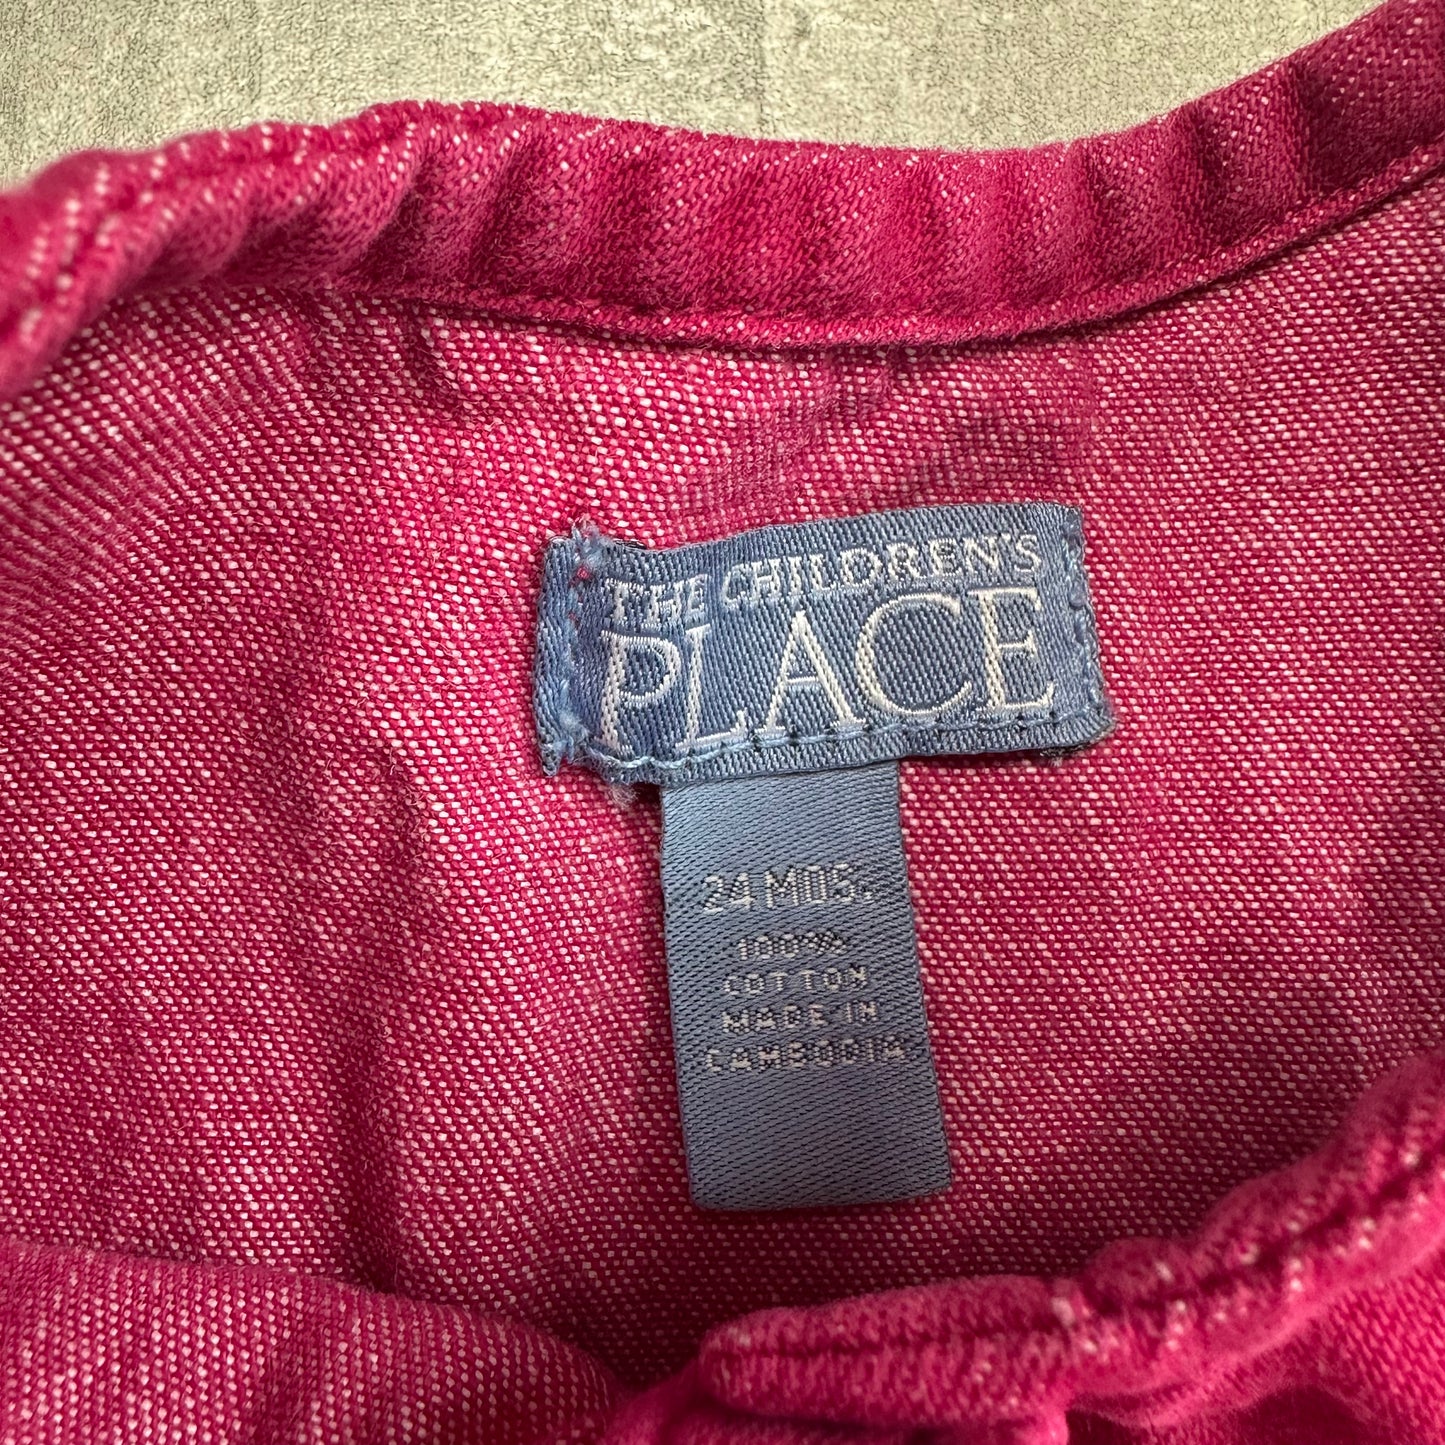 THE CHILDREN'S
PLACE
24 MOS.
100%
COTTON
MADE IN
CAMBODIA